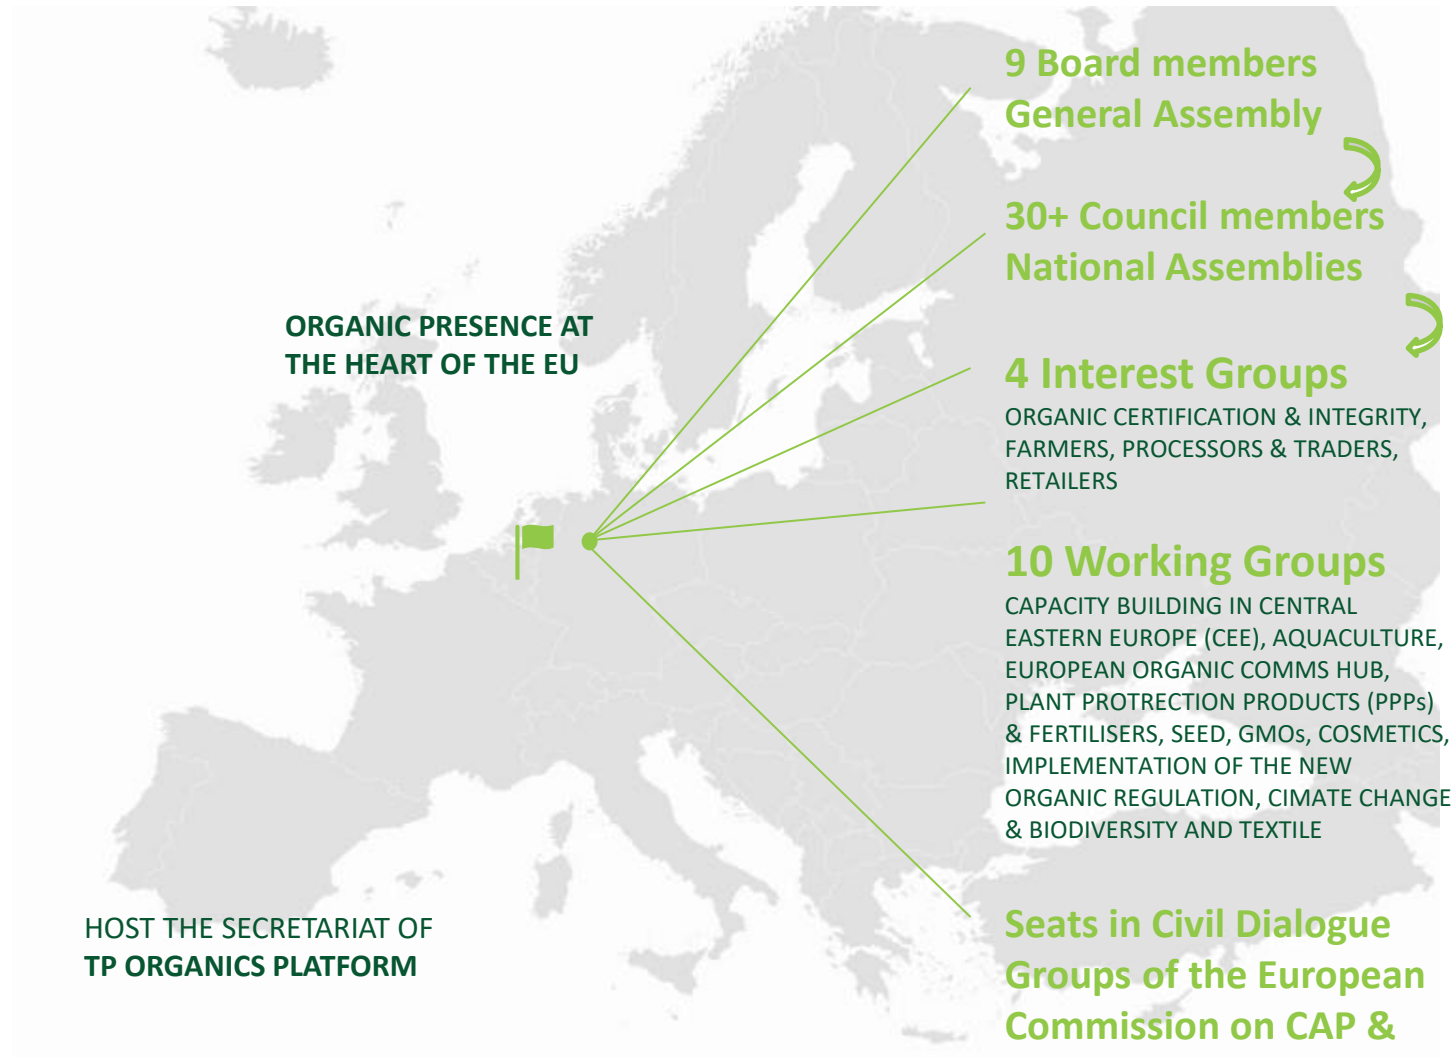 9 Board members
General Assembly
30+ Council members
National Assemblies
ORGANIC PRESENCE AT
THE HEART OF THE EU
4 Interest Groups
ORGANIC CERTIFICATION & INTEGRITY,
FARMERS, PROCESSORS & TRADERS,
RETAILERS
10 Working Groups
CAPACITY BUILDING IN CENTRAL
EASTERN EUROPE (CEE), AQUACULTURE,
EUROPEAN ORGANIC COMMS HUB,
PLANT PROTRECTION PRODUCTS (PPPs)
& FERTILISERS, SEED, GMOs, COSMETICS,
IMPLEMENTATION OF THE NEW
ORGANIC REGULATION, CIMATE CHANGE
& BIODIVERSITY AND TEXTILE
HOST THE SECRETARIAT OF
TP ORGANICS PLATFORM
Seats in Civil Dialogue
Groups of the European
Commission on CAP &